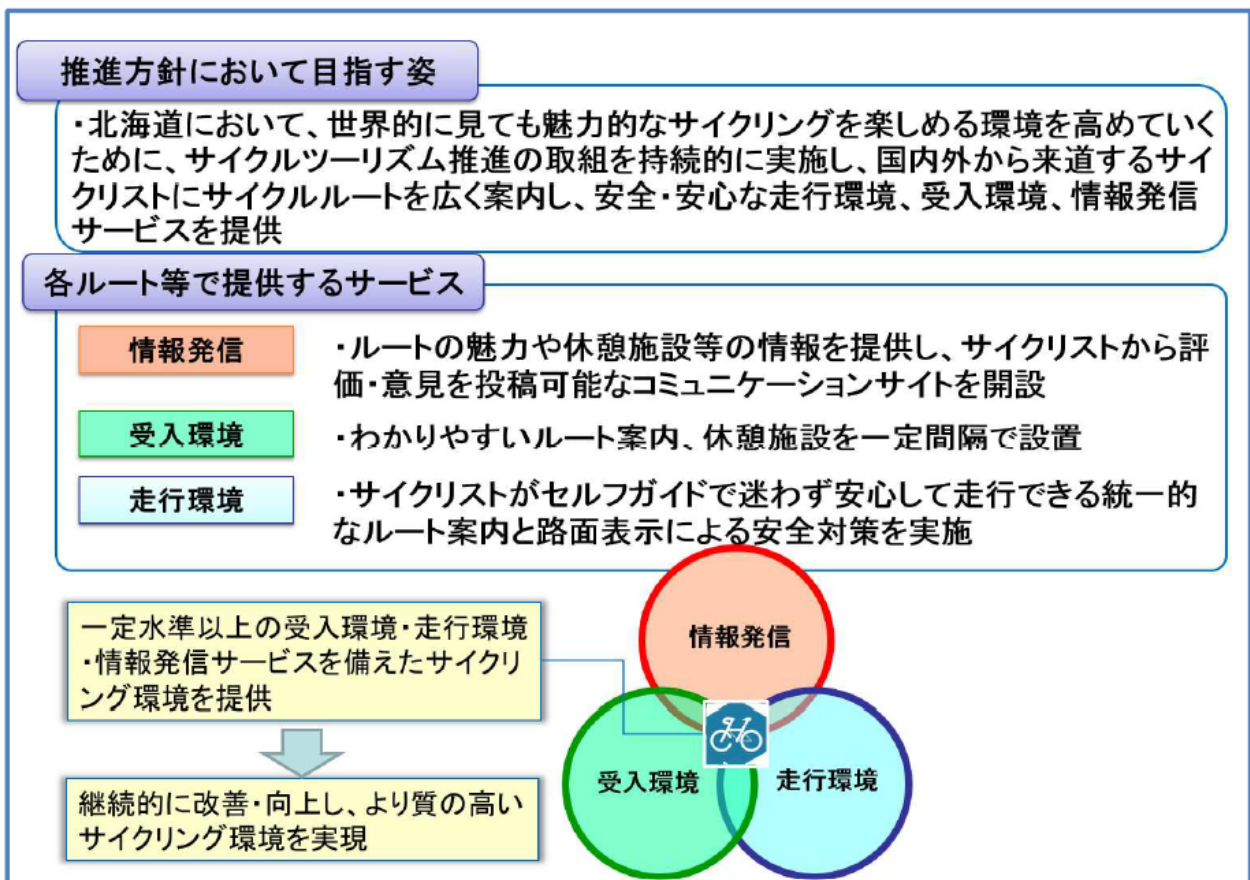 推進方針において目指す姿
・北海道において、世界的に見ても魅力的なサイクリングを楽しめる環境を高めていく
ために、サイクルツーリズム推進の取組を持続的に実施し、国内外から来道するサイ
クリストにサイクルルートを広く案内し、安全・安心な走行環境、受入環境、情報発信
サービスを提供
各ルート等で提供するサービス
情報発信
・ルートの魅力や休憩施設等の情報を提供し、サイクリストから評
価・意見を投稿可能なコミュニケーションサイトを開設
受入環境
・わかりやすいルート案内、休憩施設を一定間隔で設置
走行環境
・サイクリストがセルフガイドで迷わず安心して走行できる統一的
なルート案内と路面表示による安全対策を実施
一定水準以上の受入環境・走行環境
・情報発信サービスを備えたサイクリ
ング環境を提供
継続的に改善・向上し、より質の高い
サイクリング環境を実現
情報発信
受入環境
走行環境